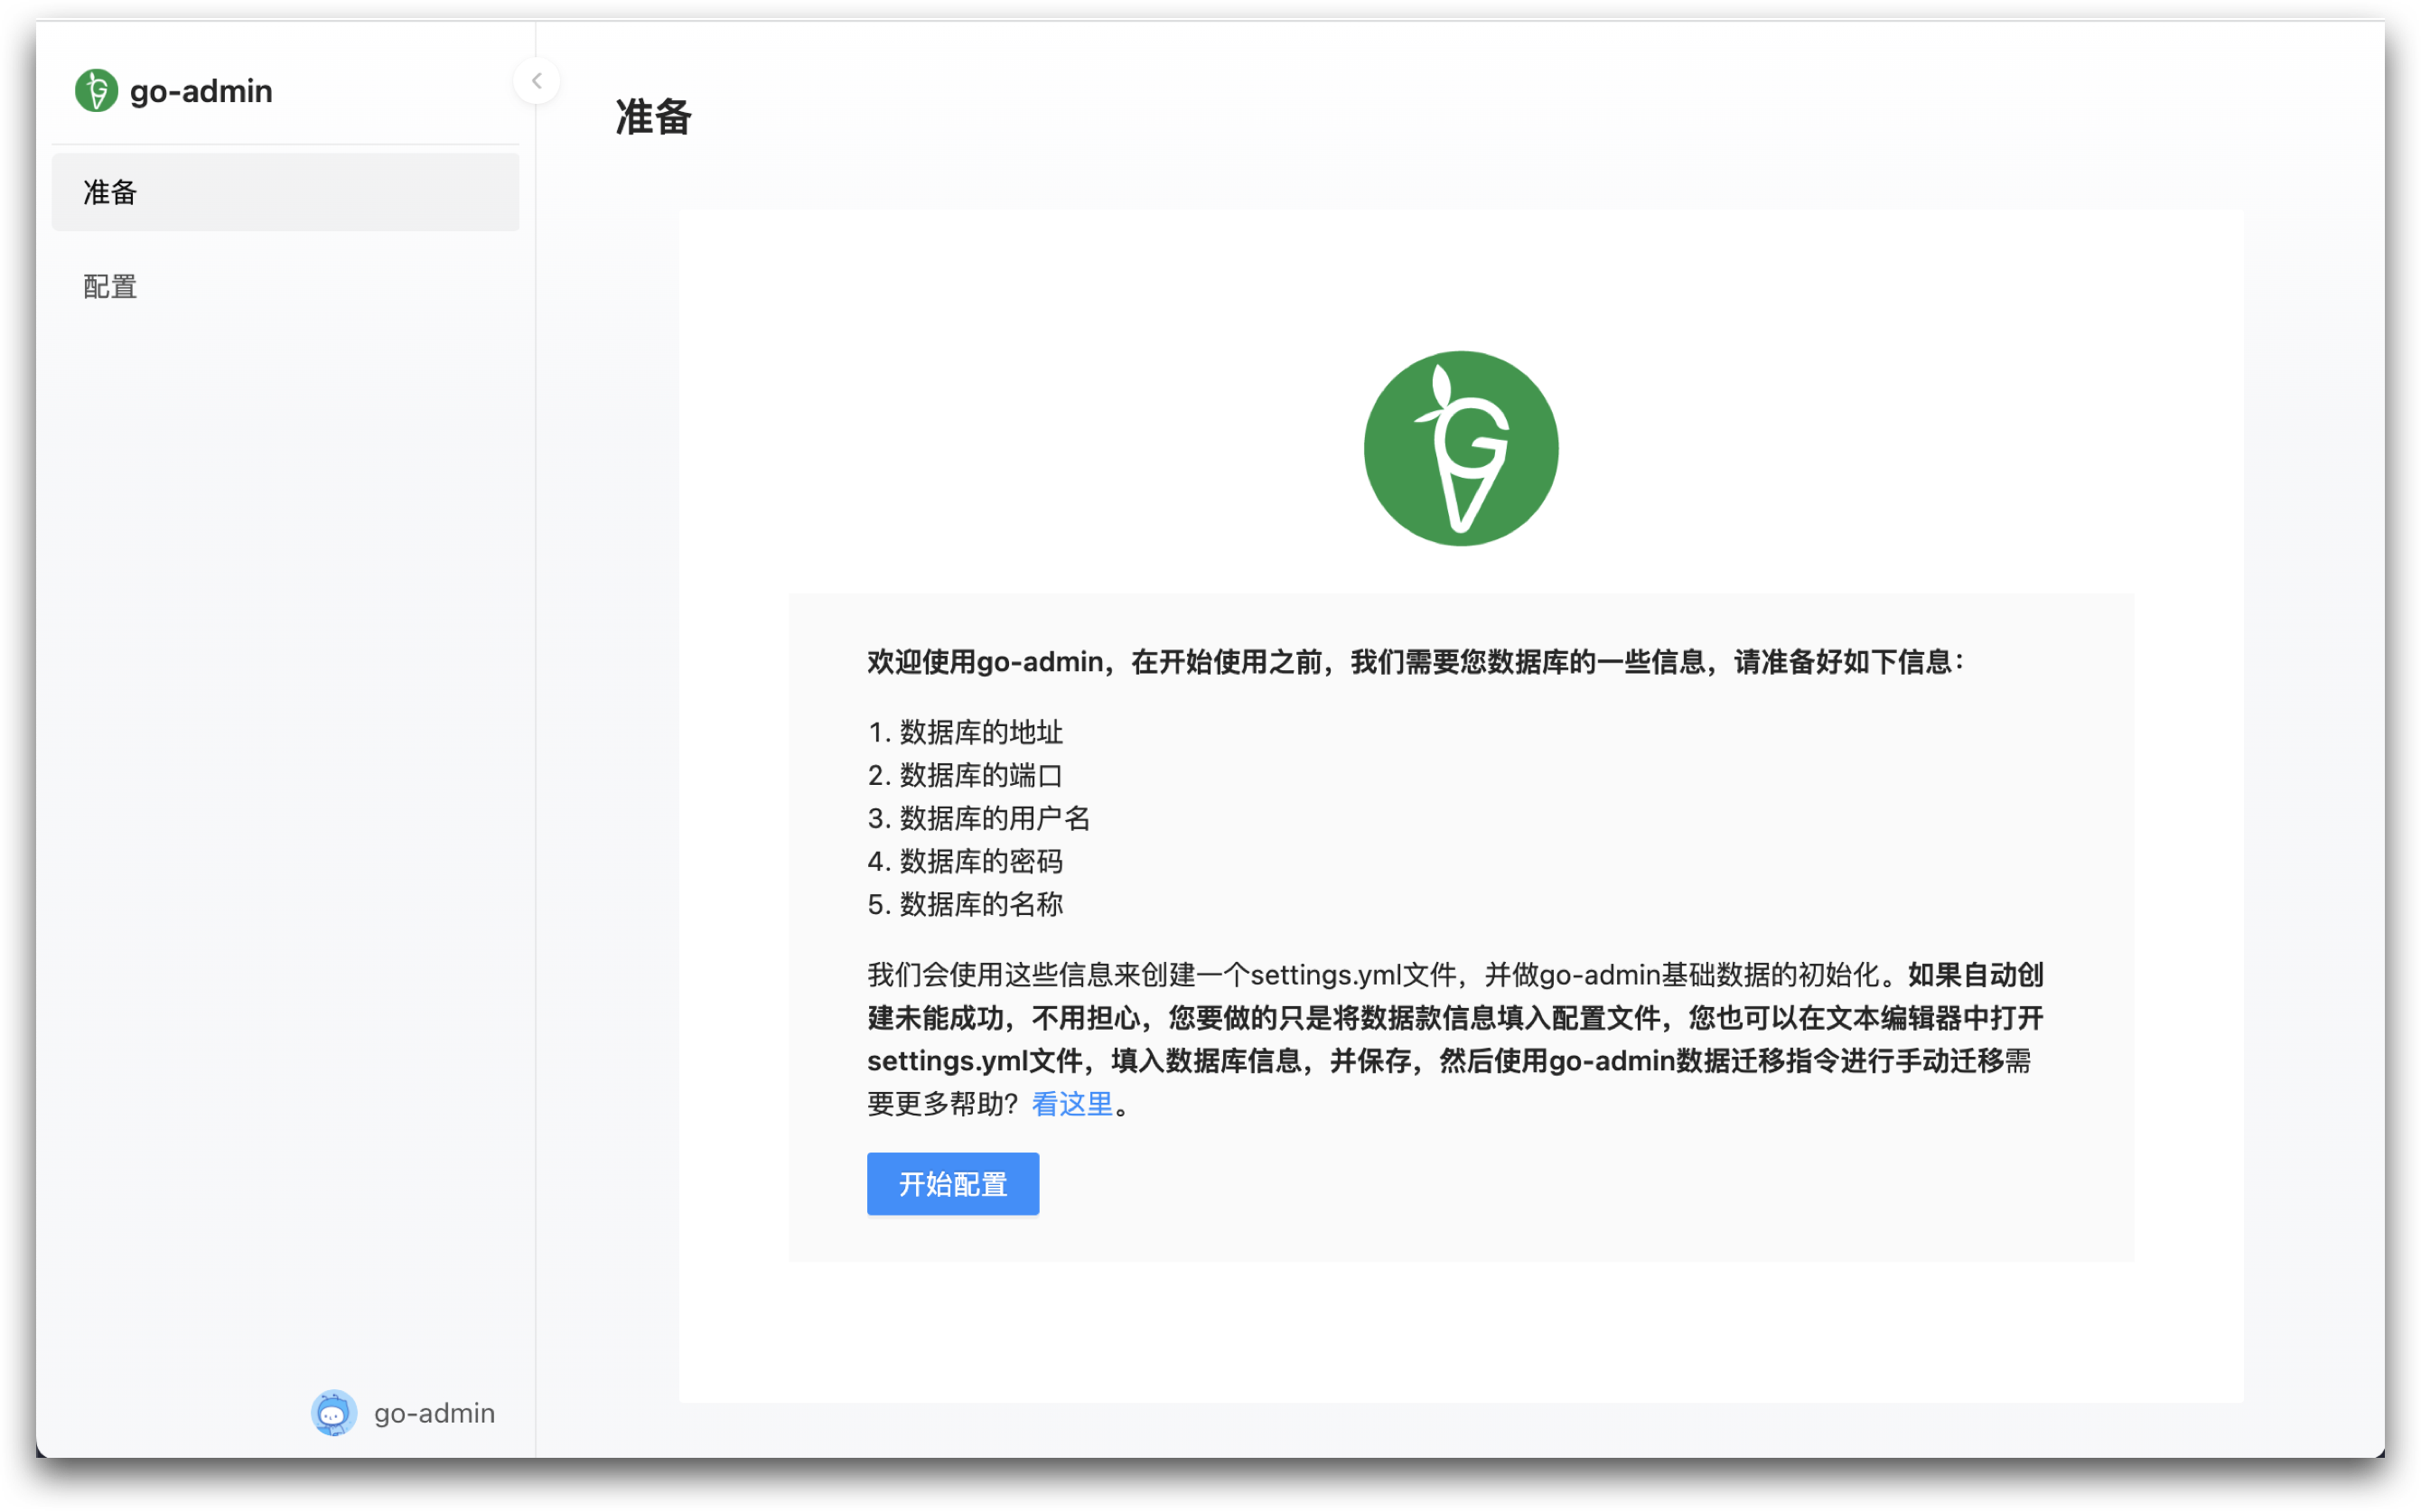 go-admin
准备
配置
准备
欢迎使用go-admin，在开始使用之前，我们需要您数据库的一些信息，请准备好如下信息：
1. 数据库的地址
2. 数据库的端口
3. 数据库的用户名
4. 数据库的密码
5. 数据库的名称
我们会使用这些信息来创建一个settings.yml文件，并做go-admin基础数据的初始化。如果自动创
建未能成功，不用担心，您要做的只是将数据款信息填入配置文件，您也可以在文本编辑器中打开
settings.yml文件，填入数据库信息，并保存，然后使用go-admin数据迁移指令进行手动迁移需
要更多帮助？看这里。
开始配置
go-admin